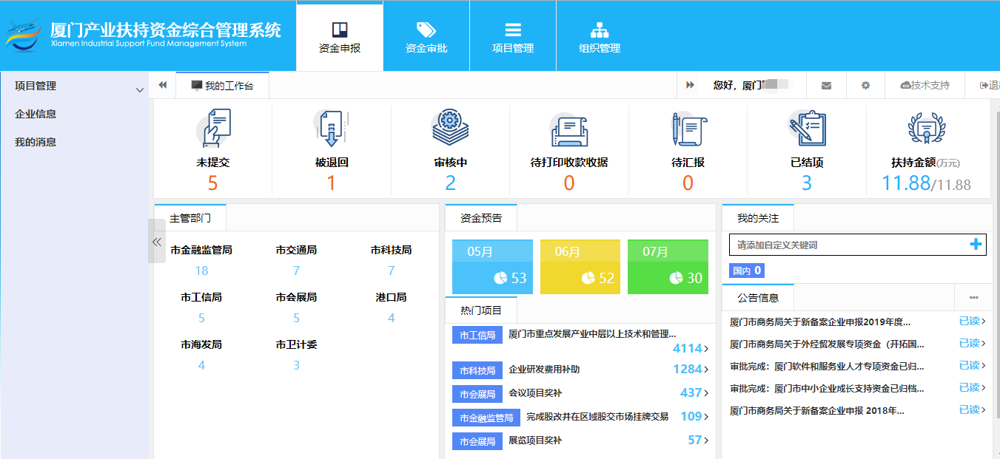 厦门产业扶持资金综合管理系统
Xiamen Industrial Support Fund Management System
资金申报
资金审批
项目管理
组织管理
项目管理
企业信息
我的消息
我的工作台
您好，厦门
技术支持
未提交
5
被退回
1
审核中
2
待打印收款收据
0
待汇报
0
已结项
3
扶持金额(万元)
11.88/11.88
主管部门
市金融监管局
18
市交通局
7
市科技局
7
市工信局
5
市会展局
5
港口局
4
市海发局
4
市卫计委
3
资金预告
05月
53
06月
52
07月
30
热门项目
市工信局 厦门市重点发展产业中层以上技术和管理...
4114
市科技局 企业研发费用补助 1284
市会展局 会议项目奖补 437
市金融监管局 完成股改并在区域股交市场挂牌交易 109
市会展局 展览项目奖补 57
我的关注
请添加自定义关键词
国内 0
公告信息
厦门市商务局关于新备案企业申报2019年度... 已读
厦门市商务局关于外经贸发展专项资金（开拓国... 已读
审批完成：厦门软件和服务业人才专项资金已归... 已读
审批完成：厦门市中小企业成长支持资金已归档... 已读
厦门市商务局关于新备案企业申报 2018年... 已读